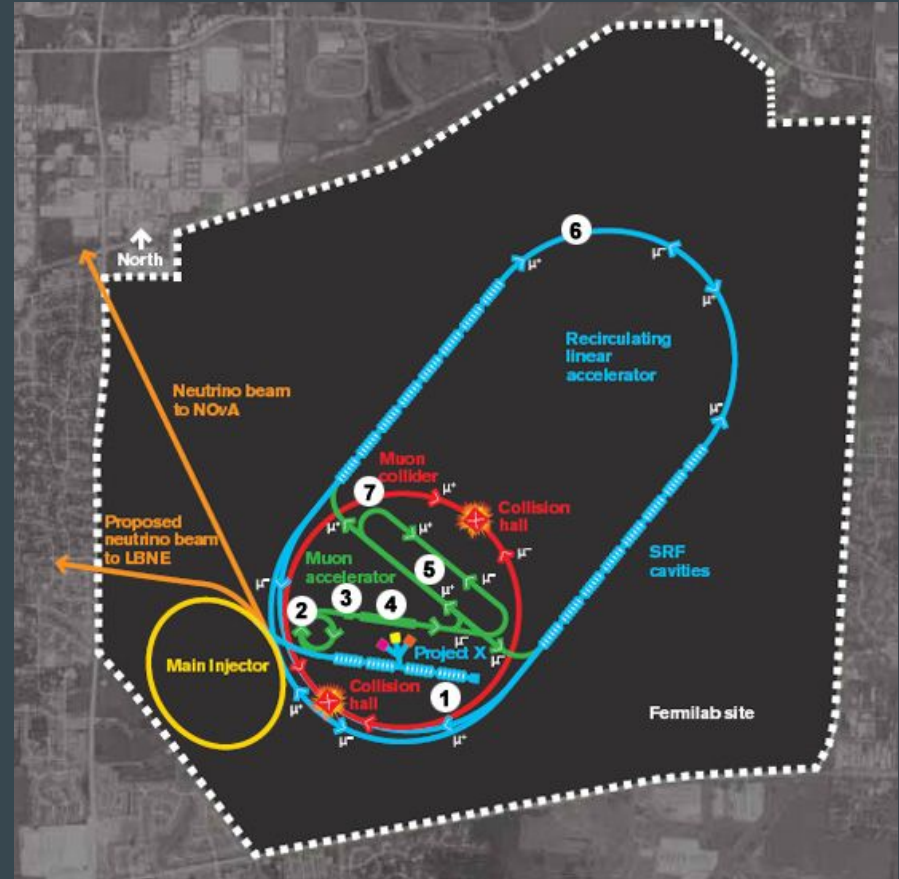 North
6
Recirculating
linear
accelerator
Neutrino beam
to NOνA
Muon
collider
7
Collision
hall
Proposed
neutrino beam
to LBNE
SRF
cavities
Muon
accelerator
5
3
4
2
Project X
Main Injector
Collision
hall
1
Fermilab site
μ⁺
μ⁻
μ⁺
μ⁻
μ⁺
μ⁺
μ⁺
μ⁻
μ⁻
μ⁻
μ⁺
μ⁻
μ⁻
μ⁺
μ⁻
μ⁺